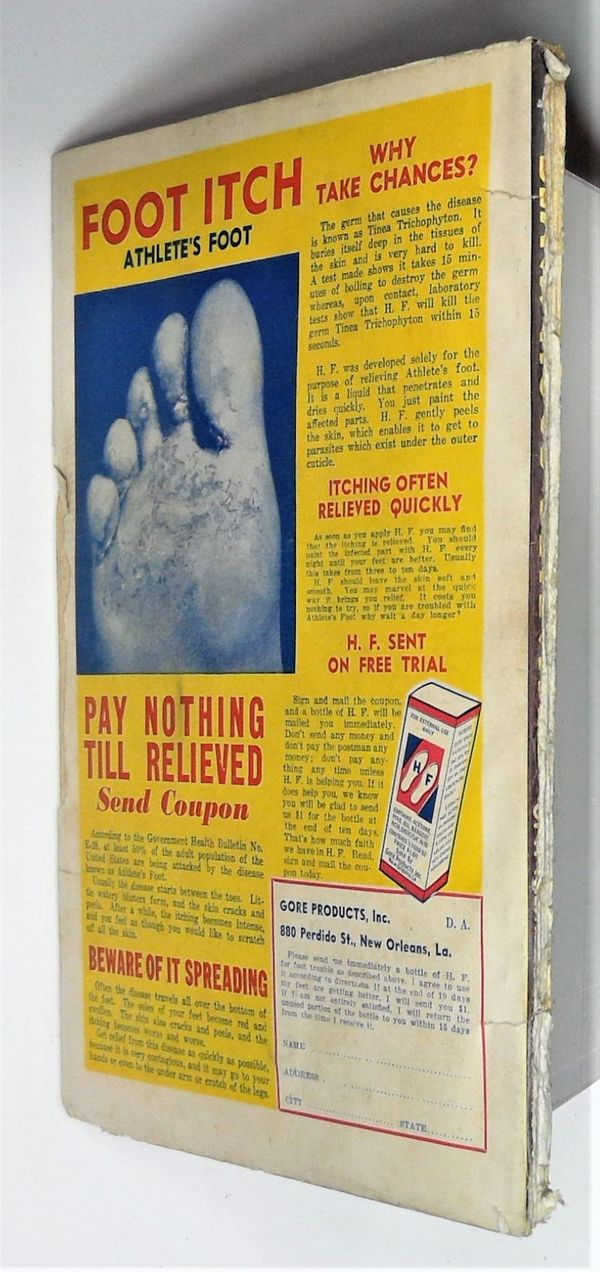 FOOT ITCH
ATHLETE'S FOOT
WHY
TAKE CHANCES?
The germ that causes the disease
is known as Tinea Trichophyton. It
buries itself deep in the tissues of
the skin and is very hard to kill.
A test made shows it takes 15 min-
utes of boiling to destroy the germ
whereas, upon contact, laboratory
tests show that H. F. will kill the
germ Tinea Trichophyton within 15
seconds.
H. F. was developed solely for the
purpose of relieving Athlete's foot.
It is a liquid that penetrates and
dries quickly. You just paint the
affected parts. H. F. gently peels
the skin, which enables it to get to
parasites which exist under the outer
cuticle.
ITCHING OFTEN
RELIEVED QUICKLY
As soon as you apply H. F. you may find
that the itching is relieved. You should
paint the infected part with H. F. every
night until your feet are better. Usually
this takes from three to ten days.
H. F. should leave the skin soft and
smooth. You may marvel at the quick
way it brings you relief. It costs you
nothing to try, so if you are troubled with
Athlete's Foot why wait a day longer?
H. F. SENT
ON FREE TRIAL
Sign and mail the coupon,
and a bottle of H. F. will be
mailed you immediately.
Don't send any money and
don't pay the postman any
money; don't pay any-
thing any time unless
H. F. is helping you. If it
does help you, we know
you will be glad to send
us $1 for the bottle at
the end of ten days.
That's how much faith
we have in H. F. Read,
sign and mail the cou-
pon today.
FOR EXTERNAL USE
ONLY
H F
PAY NOTHING
TILL RELIEVED
Send Coupon
According to the Government Health Bulletin No.
E-28, at least 50% of the adult population of the
United States are being attacked by the disease
known as Athlete's Foot.
Usually the disease starts between the toes. Lit-
tle watery blisters form, and the skin cracks and
peels. After a while, the itching becomes intense,
and you feel as though you would like to scratch
off all the skin.
BEWARE OF IT SPREADING
Often the disease travels all over the bottom of
the feet. The soles of your feet become red and
swollen. The skin also cracks and peels, and the
itching becomes worse and worse.
Get relief from this disease as quickly as possible,
because it is very contagious, and it may go to your
hands or even to the under arm or crotch of the legs.
GORE PRODUCTS, Inc. D. A.
880 Perdido St., New Orleans, La.
Please send me immediately a bottle of H. F.
for foot trouble as described above. I agree to use
it according to directions. If at the end of 10 days
my feet are getting better, I will send you $1.
If I am not entirely satisfied, I will return the
unused portion of the bottle to you within 15 days
from the time I receive it.
NAME
ADDRESS
CITY STATE